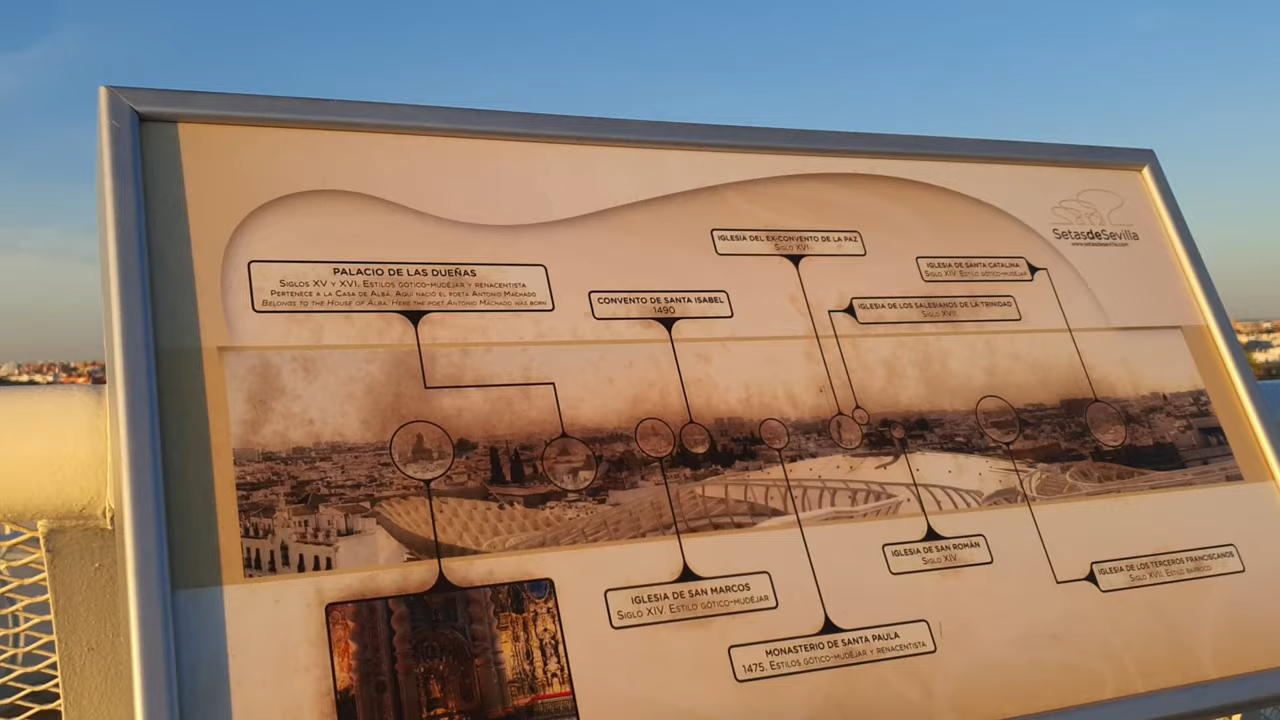 SetasdeSevilla
www.setasdesevilla.com
PALACIO DE LAS DUEÑAS
SIGLOS XV Y XVI. ESTILOS GÓTICO-MUDÉJAR Y RENACENTISTA
PERTENECE A LA CASA DE ALBA. AQUI NACIÓ EL POETA ANTONIO MACHADO
BELONGS TO THE HOUSE OF ALBA. HERE THE POET ANTONIO MACHADO WAS BORN
CONVENTO DE SANTA ISABEL
1490
IGLESIA DEL EX-CONVENTO DE LA PAZ
SIGLO XVI
IGLESIA DE SANTA CATALINA
SIGLO XIV. ESTILO GÓTICO-MUDÉJAR
IGLESIA DE LOS SALESIANOS DE LA TRINIDAD
SIGLO XVII
IGLESIA DE SAN MARCOS
SIGLO XIV. ESTILO GÓTICO-MUDÉJAR
MONASTERIO DE SANTA PAULA
1475. ESTILOS GÓTICO-MUDÉJAR Y RENACENTISTA
IGLESIA DE SAN ROMÁN
SIGLO XIV
IGLESIA DE LOS TERCEROS FRANCISCANOS
SIGLO XVII. ESTILO BARROCO